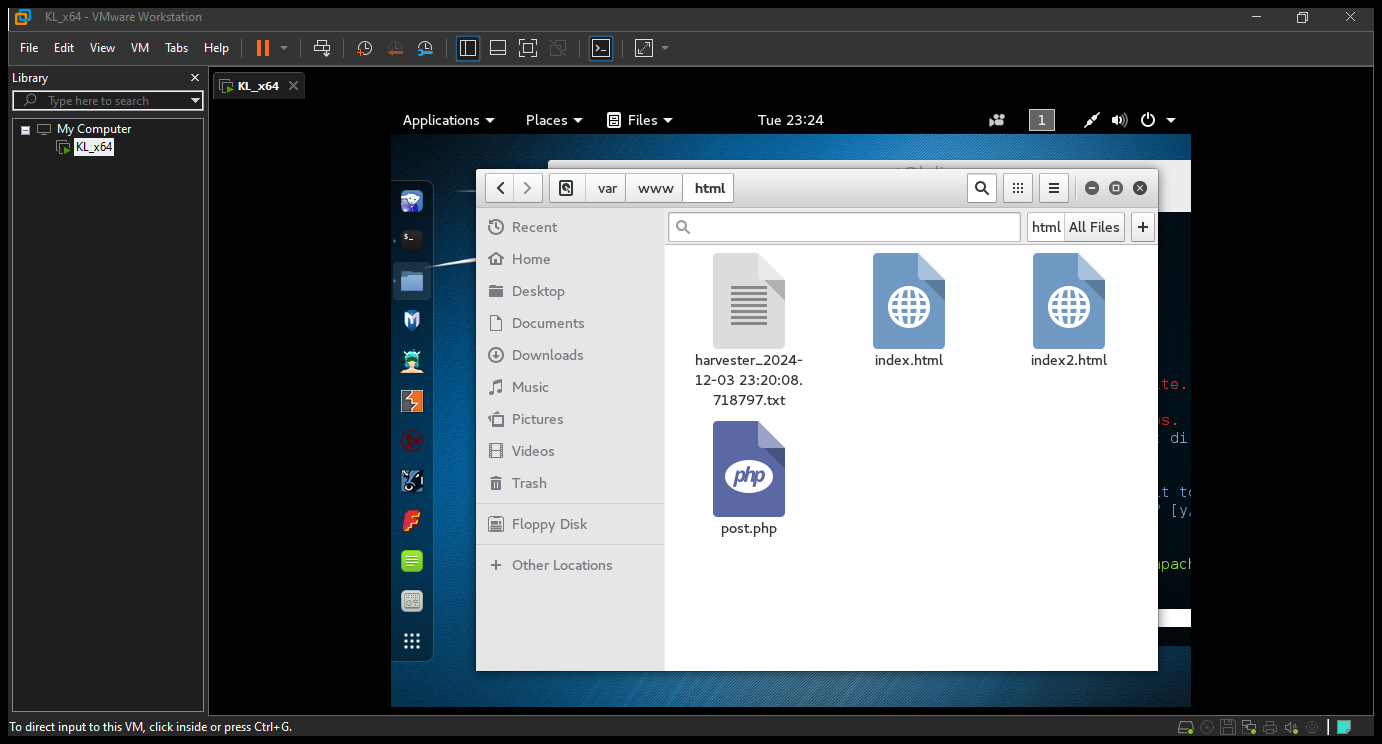 KL_x64 - VMware Workstation
File Edit View VM Tabs Help
Library
Type here to search
My Computer
KL_x64
KL_x64
Applications Places Files Tue 23:24 1
var www html
Recent
Home
Desktop
Documents
Downloads
Music
Pictures
Videos
Trash
Floppy Disk
Other Locations
html All Files
harvester_2024-
12-03 23:20:08.
718797.txt
index.html
index2.html
php
post.php
[y/
apach
To direct input to this VM, click inside or press Ctrl+G.